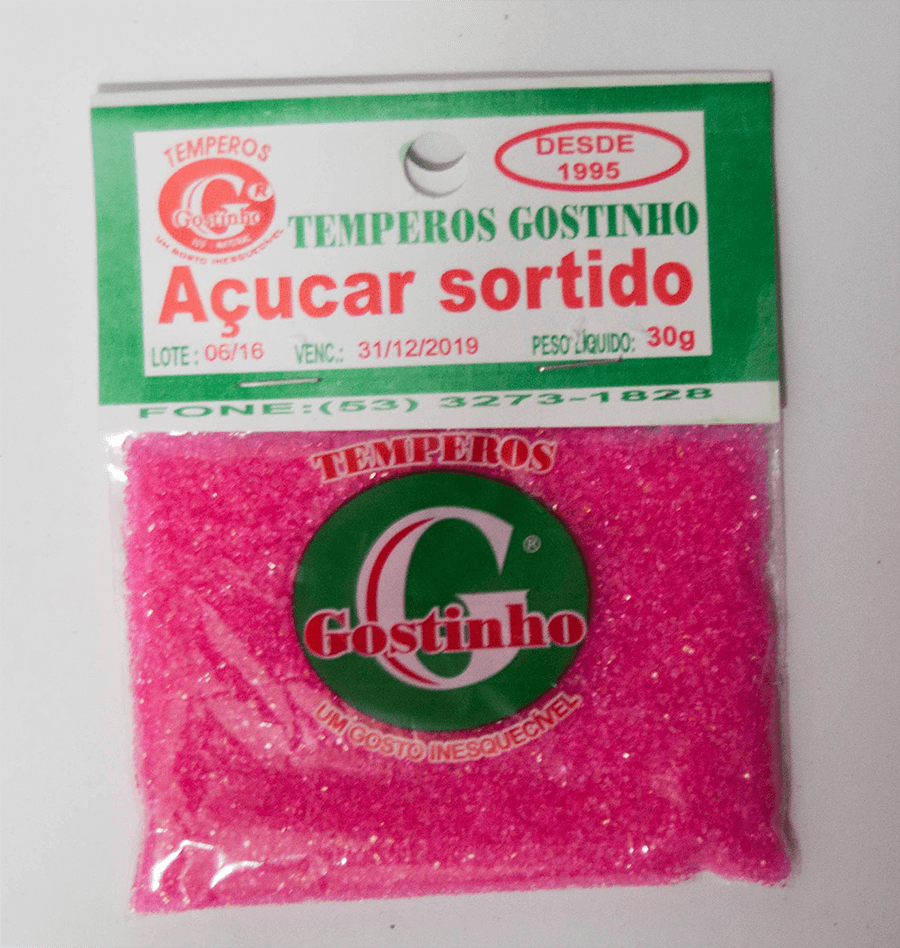 TEMPEROS
G®
Gostinho
UM GOSTO INESQUECÍVEL
DESDE
1995
TEMPEROS GOSTINHO
Açucar sortido
LOTE: 06/16 VENC.: 31/12/2019 PESO LÍQUIDO: 30g
FONE:(53) 3273-1828
TEMPEROS
G®
Gostinho
UM GOSTO INESQUECÍVEL